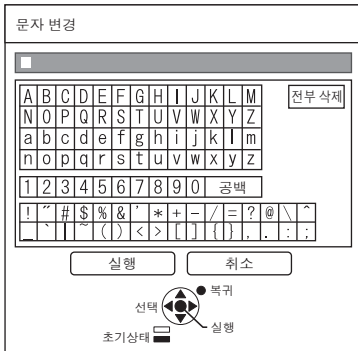 문자 변경
A B C D E F G H I J K L M 전부 삭제
N O P Q R S T U V W X Y Z
a b c d e f g h i j k l m
n o p q r s t u v w x y z
1 2 3 4 5 6 7 8 9 0 공백
! ˝ # $ % & ' * + - / = ? @ \ ^
_ ` | ~ ( ) < > [ ] { } , . : ;
실행 취소
복귀
선택
실행
초기상태